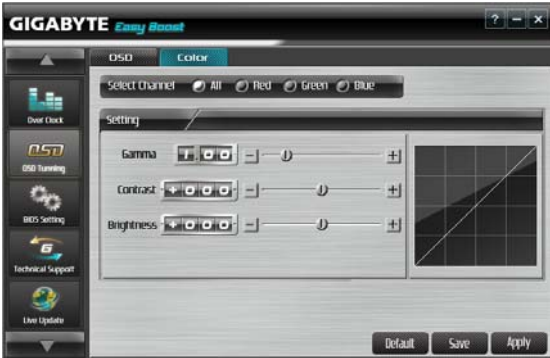 GIGABYTE Easy Boost
? - x
OSD Color
Select Channel All Red Green Blue
Setting
Gamma 1.00 - +
Contrast +000 - +
Brightness +000 - +
Over Clock
OSD Tunning
BIOS Setting
Technical Support
Live Update
Default Save Apply